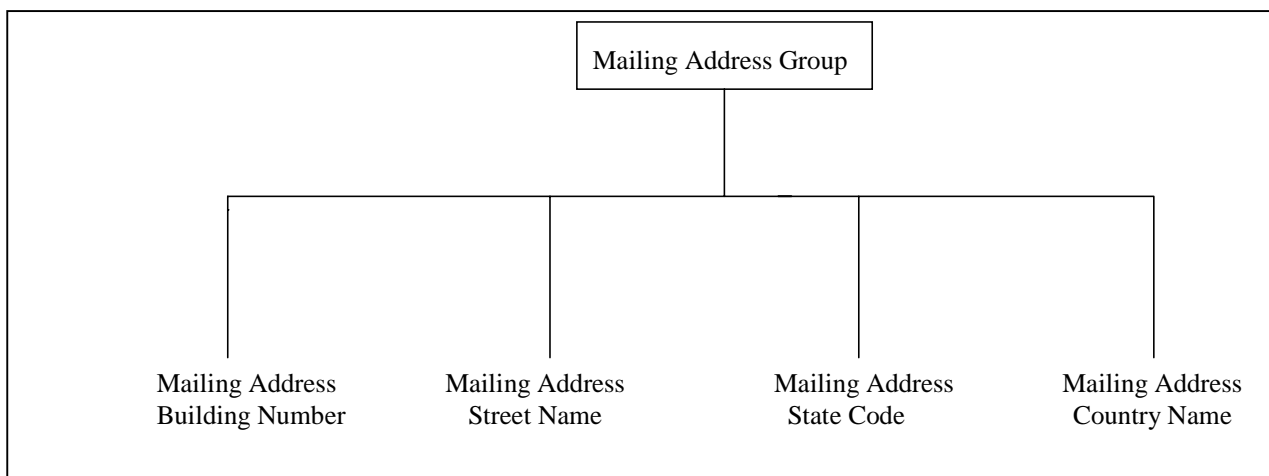 Mailing Address Group
Mailing Address
Building Number
Mailing Address
Street Name
Mailing Address
State Code
Mailing Address
Country Name